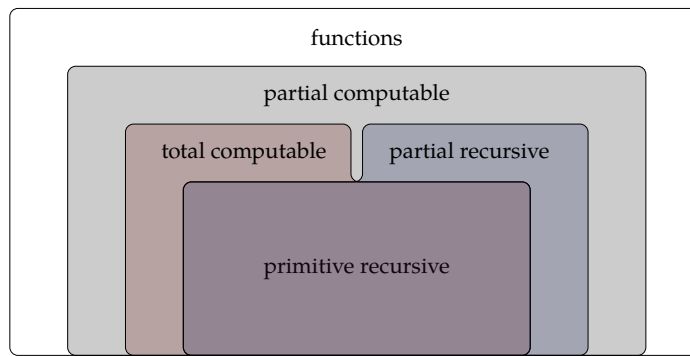 functions
partial computable
total computable
partial recursive
primitive recursive